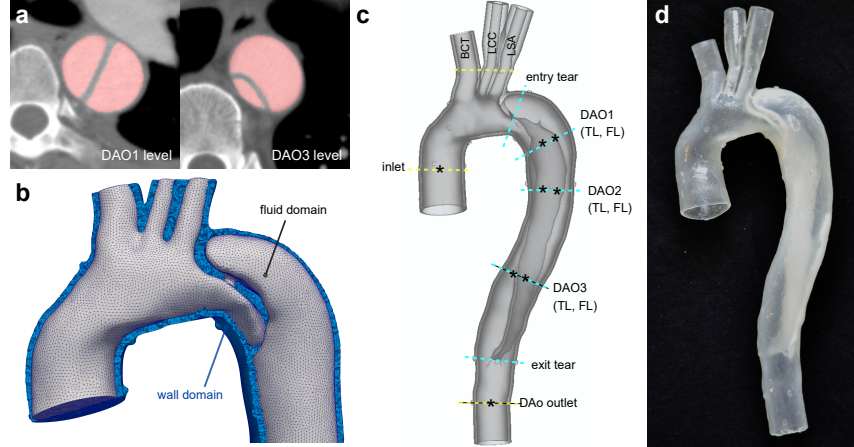 a
DAO1 level
DAO3 level
b
fluid domain
wall domain
c
BCT
LCC
LSA
entry tear
DAO1
(TL, FL)
inlet
DAO2
(TL, FL)
DAO3
(TL, FL)
exit tear
DAo outlet
d